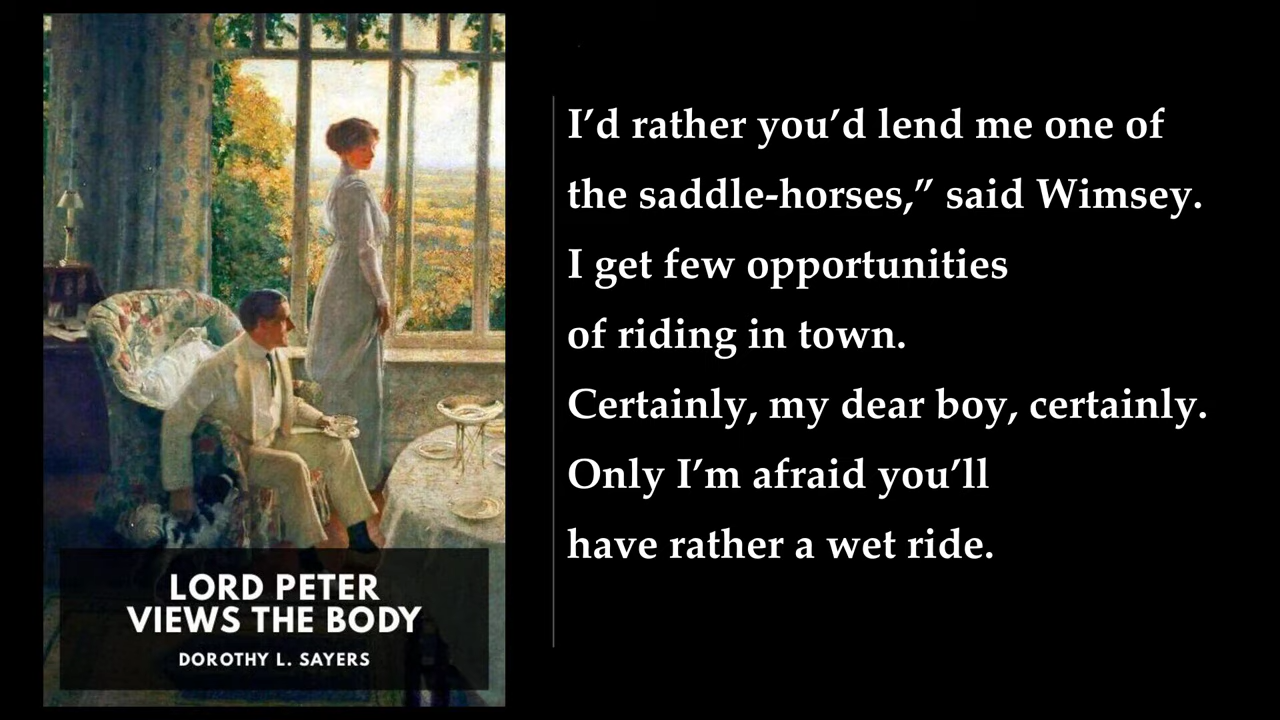 I’d rather you’d lend me one of
the saddle-horses,” said Wimsey.
I get few opportunities
of riding in town.
Certainly, my dear boy, certainly.
Only I’m afraid you’ll
have rather a wet ride.
LORD PETER
VIEWS THE BODY
DOROTHY L. SAYERS